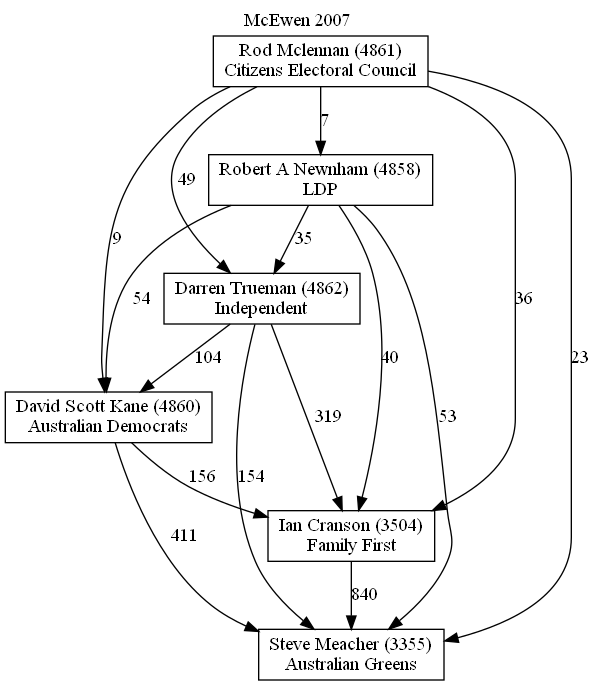 McEwen 2007
Rod Mclennan (4861)
Citizens Electoral Council
7
Robert A Newnham (4858)
LDP
49
9
35
54
Darren Trueman (4862)
Independent
36
23
104
40
David Scott Kane (4860)
Australian Democrats
319
53
156
154
Ian Cranson (3504)
Family First
411
840
Steve Meacher (3355)
Australian Greens